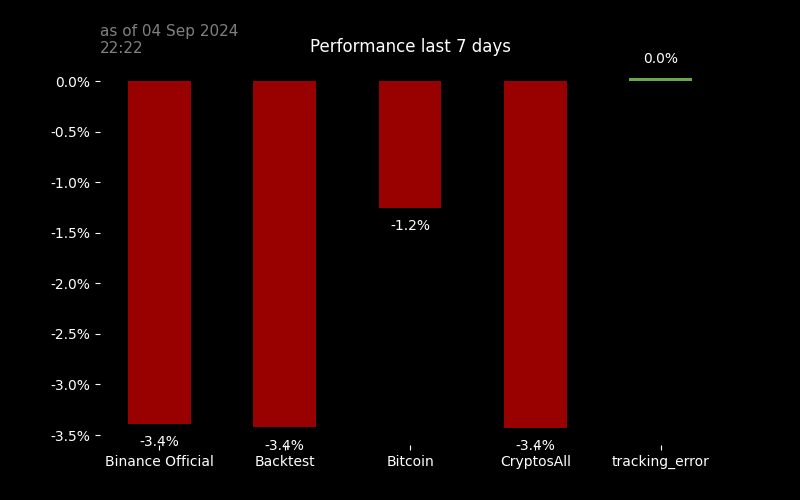 as of 04 Sep 2024
22:22
Performance last 7 days
0.0%
0.0%
-0.5%
-1.0%
-1.5%
-2.0%
-2.5%
-3.0%
-3.5%
-1.2%
-3.4%
-3.4%
-3.4%
Binance Official
Backtest
Bitcoin
CryptosAll
tracking_error